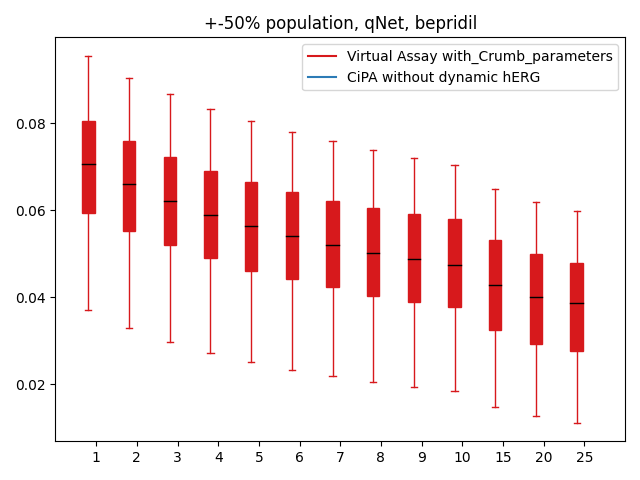 +-50% population, qNet, bepridil
Virtual Assay with_Crumb_parameters
CiPA without dynamic hERG
0.08
0.06
0.04
0.02
1 2 3 4 5 6 7 8 9 10 15 20 25